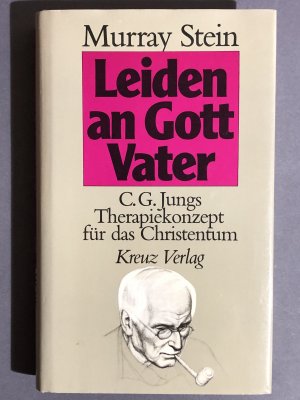 Murray Stein
Leiden
an Gott
Vater
C. G. Jungs
Therapiekonzept
für das Christentum
Kreuz Verlag